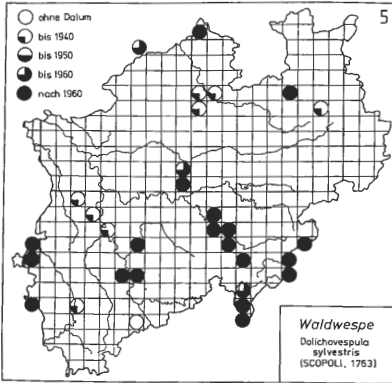 5
ohne Datum
bis 1940
bis 1950
bis 1960
nach 1960
Waldwespe
Dolichovespula
sylvestris
(SCOPOLI, 1763)